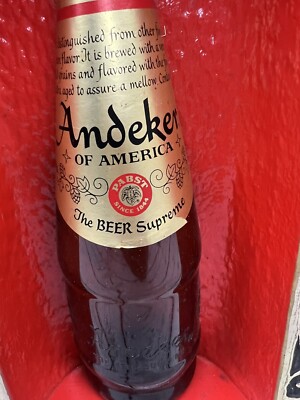 distinguished from other
flavor. It is brewed with
grains and flavored with the
aged to assure a mellow,
Andeker
OF AMERICA
PABST
SINCE 1844
The BEER Supreme